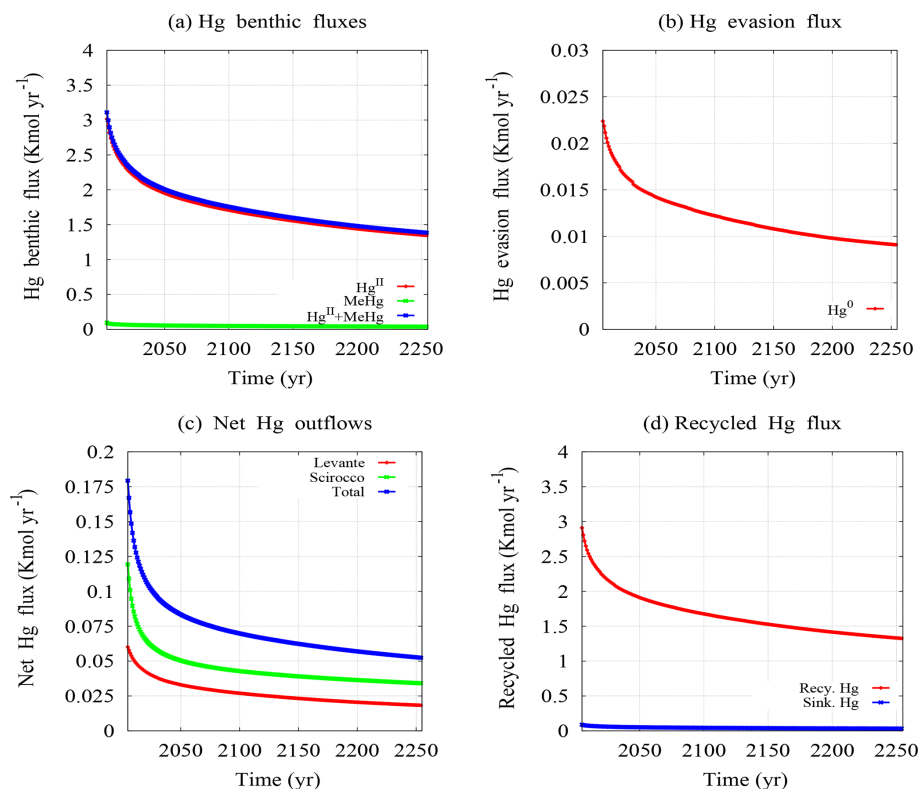 (a) Hg benthic fluxes
Hg benthic flux (Kmol yr⁻¹)
4
3.5
3
2.5
2
1.5
1
0.5
0
Hgᴵᴵ
MeHg
Hgᴵᴵ+MeHg
2050 2100 2150 2200 2250
Time (yr)
(b) Hg evasion flux
Hg evasion flux (Kmol yr⁻¹)
0.03
0.025
0.02
0.015
0.01
0.005
0
Hg⁰
2050 2100 2150 2200 2250
Time (yr)
(c) Net Hg outflows
Net Hg flux (Kmol yr⁻¹)
0.2
0.175
0.15
0.125
0.1
0.075
0.05
0.025
0
Levante
Scirocco
Total
2050 2100 2150 2200 2250
Time (yr)
(d) Recycled Hg flux
Recycled Hg flux (Kmol yr⁻¹)
4
3.5
3
2.5
2
1.5
1
0.5
0
Recy. Hg
Sink. Hg
2050 2100 2150 2200 2250
Time (yr)